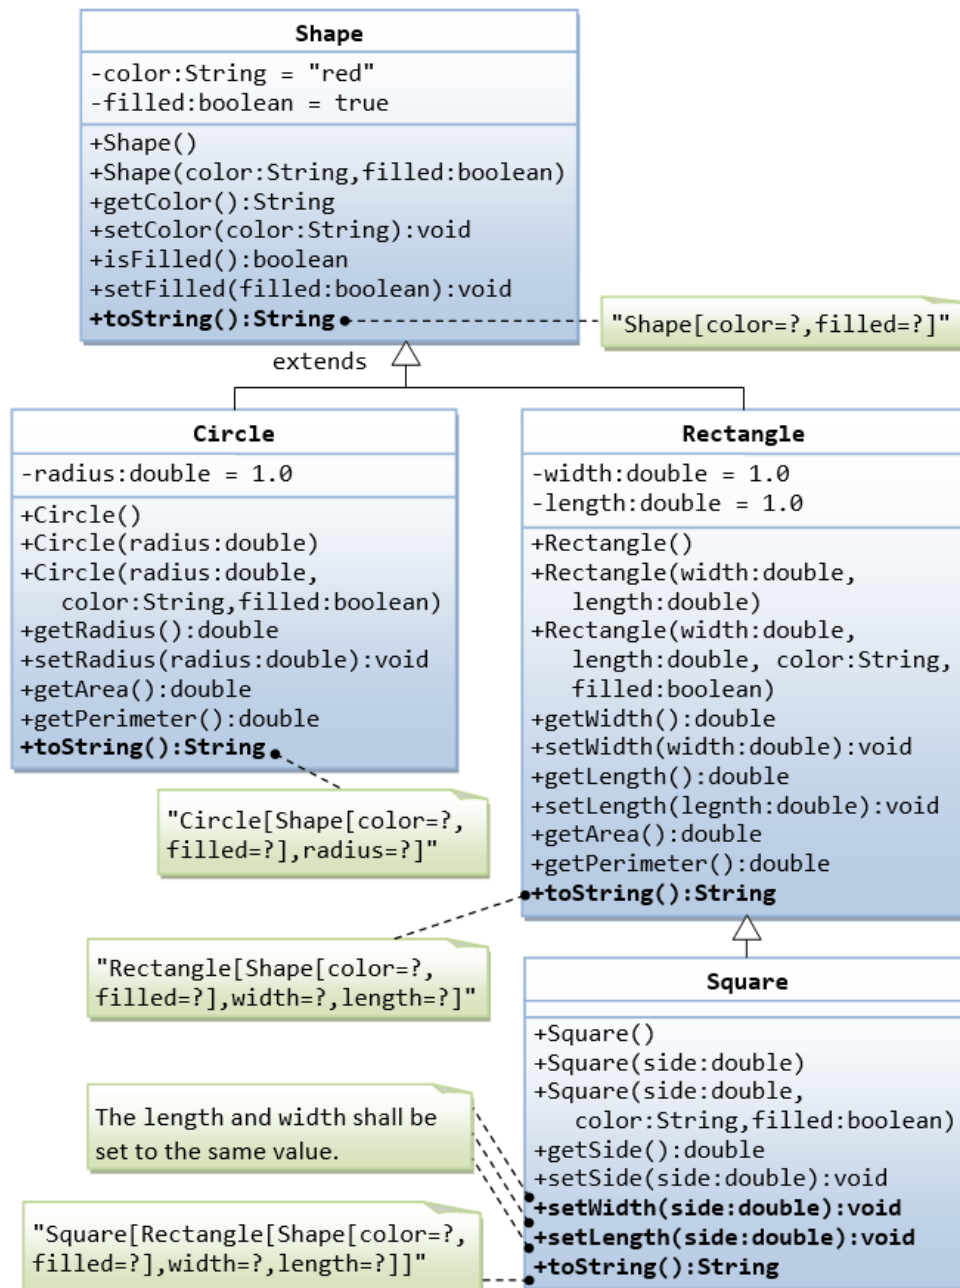 Shape
-color:String = "red"
-filled:boolean = true
+Shape()
+Shape(color:String,filled:boolean)
+getColor():String
+setColor(color:String):void
+isFilled():boolean
+setFilled(filled:boolean):void
+toString():String
"Shape[color=?,filled=?]"
extends
Circle
-radius:double = 1.0
+Circle()
+Circle(radius:double)
+Circle(radius:double,
color:String,filled:boolean)
+getRadius():double
+setRadius(radius:double):void
+getArea():double
+getPerimeter():double
+toString():String
"Circle[Shape[color=?,
filled=?],radius=?]"
Rectangle
-width:double = 1.0
-length:double = 1.0
+Rectangle()
+Rectangle(width:double,
length:double)
+Rectangle(width:double,
length:double, color:String,
filled:boolean)
+getWidth():double
+setWidth(width:double):void
+getLength():double
+setLength(legnth:double):void
+getArea():double
+getPerimeter():double
+toString():String
"Rectangle[Shape[color=?,
filled=?],width=?,length=?]"
Square
+Square()
+Square(side:double)
+Square(side:double,
color:String,filled:boolean)
+getSide():double
+setSide(side:double):void
+setWidth(side:double):void
+setLength(side:double):void
+toString():String
The length and width shall be
set to the same value.
"Square[Rectangle[Shape[color=?,
filled=?],width=?,length=?]]"